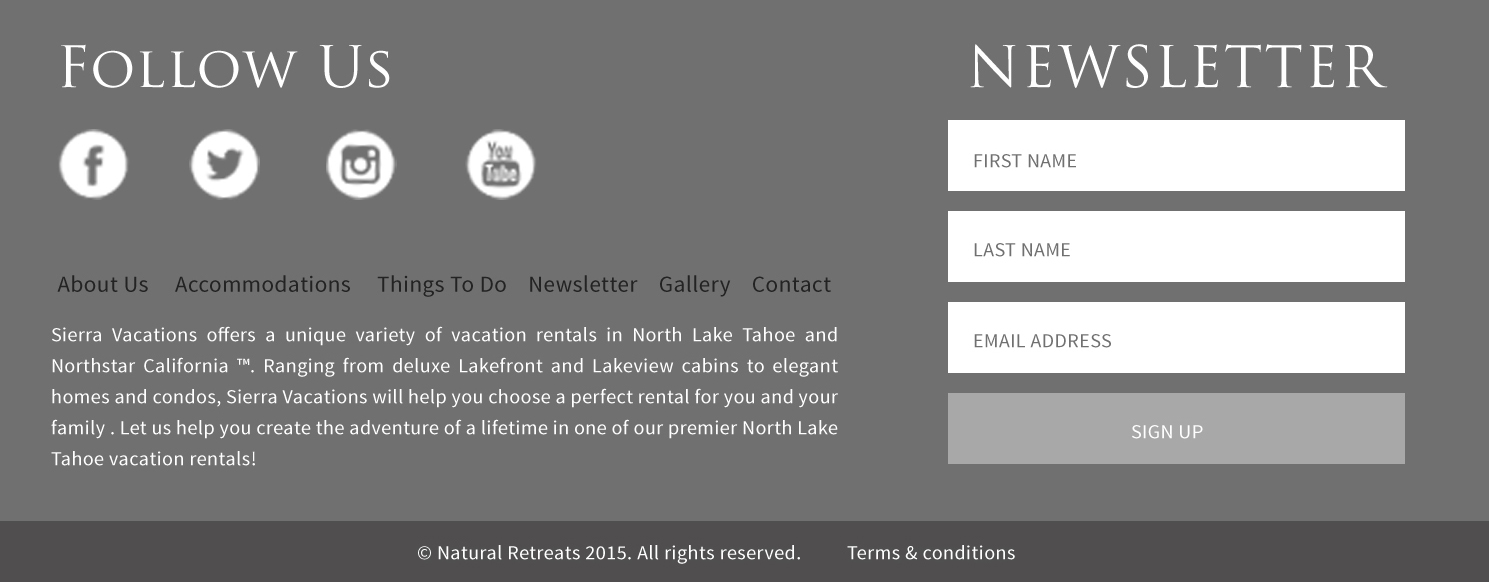 Follow Us
You
Tube
About Us Accommodations Things To Do Newsletter Gallery Contact
Sierra Vacations offers a unique variety of vacation rentals in North Lake Tahoe and
Northstar California ™. Ranging from deluxe Lakefront and Lakeview cabins to elegant
homes and condos, Sierra Vacations will help you choose a perfect rental for you and your
family . Let us help you create the adventure of a lifetime in one of our premier North Lake
Tahoe vacation rentals!
NEWSLETTER
FIRST NAME
LAST NAME
EMAIL ADDRESS
SIGN UP
© Natural Retreats 2015. All rights reserved. Terms & conditions